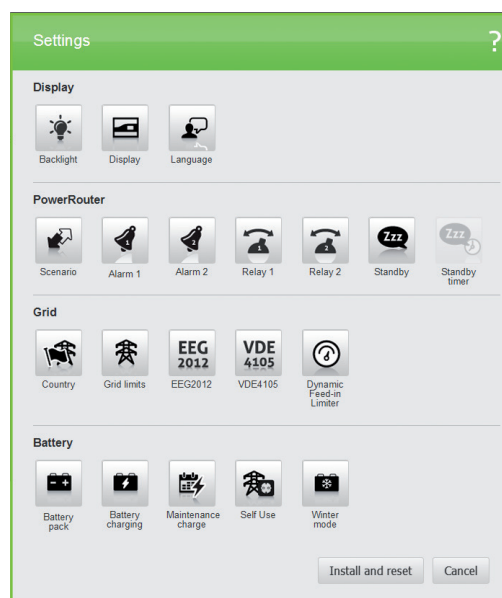 Settings
?
Display
Backlight
Display
Language
PowerRouter
1
2
1
2
Zzz
Zzz
Scenario
Alarm 1
Alarm 2
Relay 1
Relay 2
Standby
Standby
timer
Grid
EEG
2012
VDE
4105
Country
Grid limits
EEG2012
VDE4105
Dynamic
Feed-in
Limiter
Battery
Battery
pack
Battery
charging
Maintenance
charge
Self Use
Winter
mode
Install and reset
Cancel